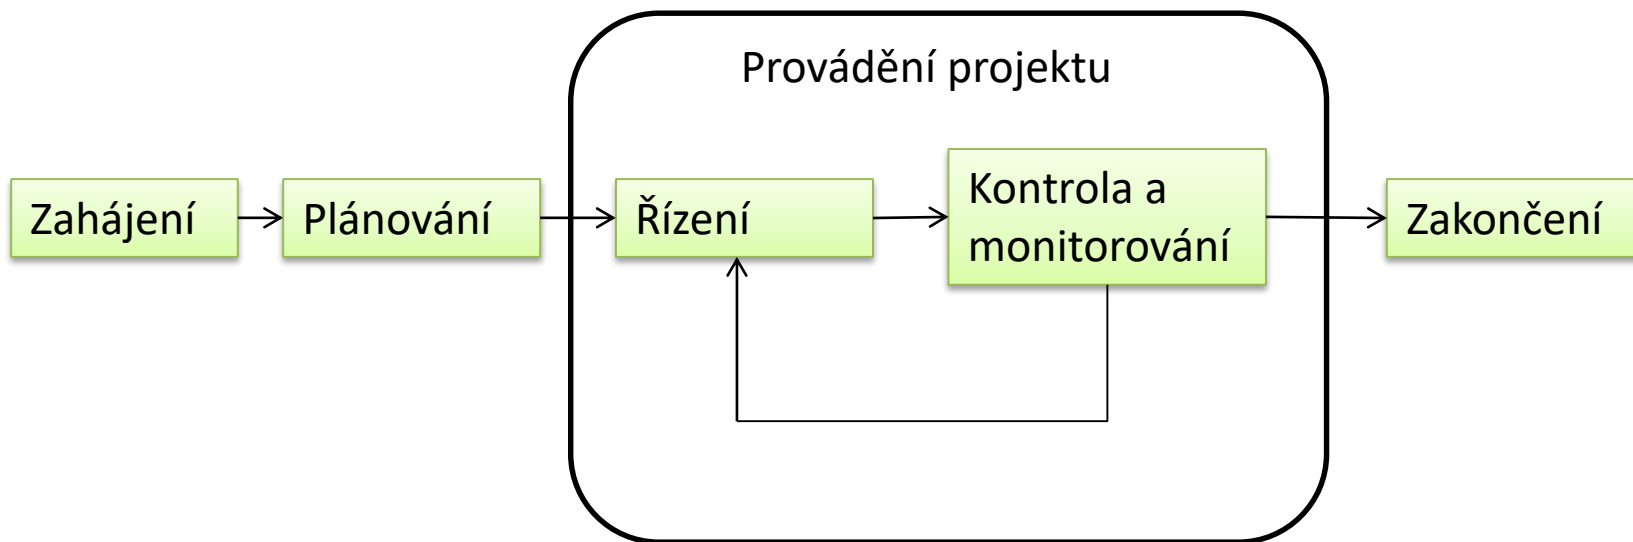 Provádění projektu
Zahájení
Plánování
Řízení
Kontrola a
monitorování
Zakončení